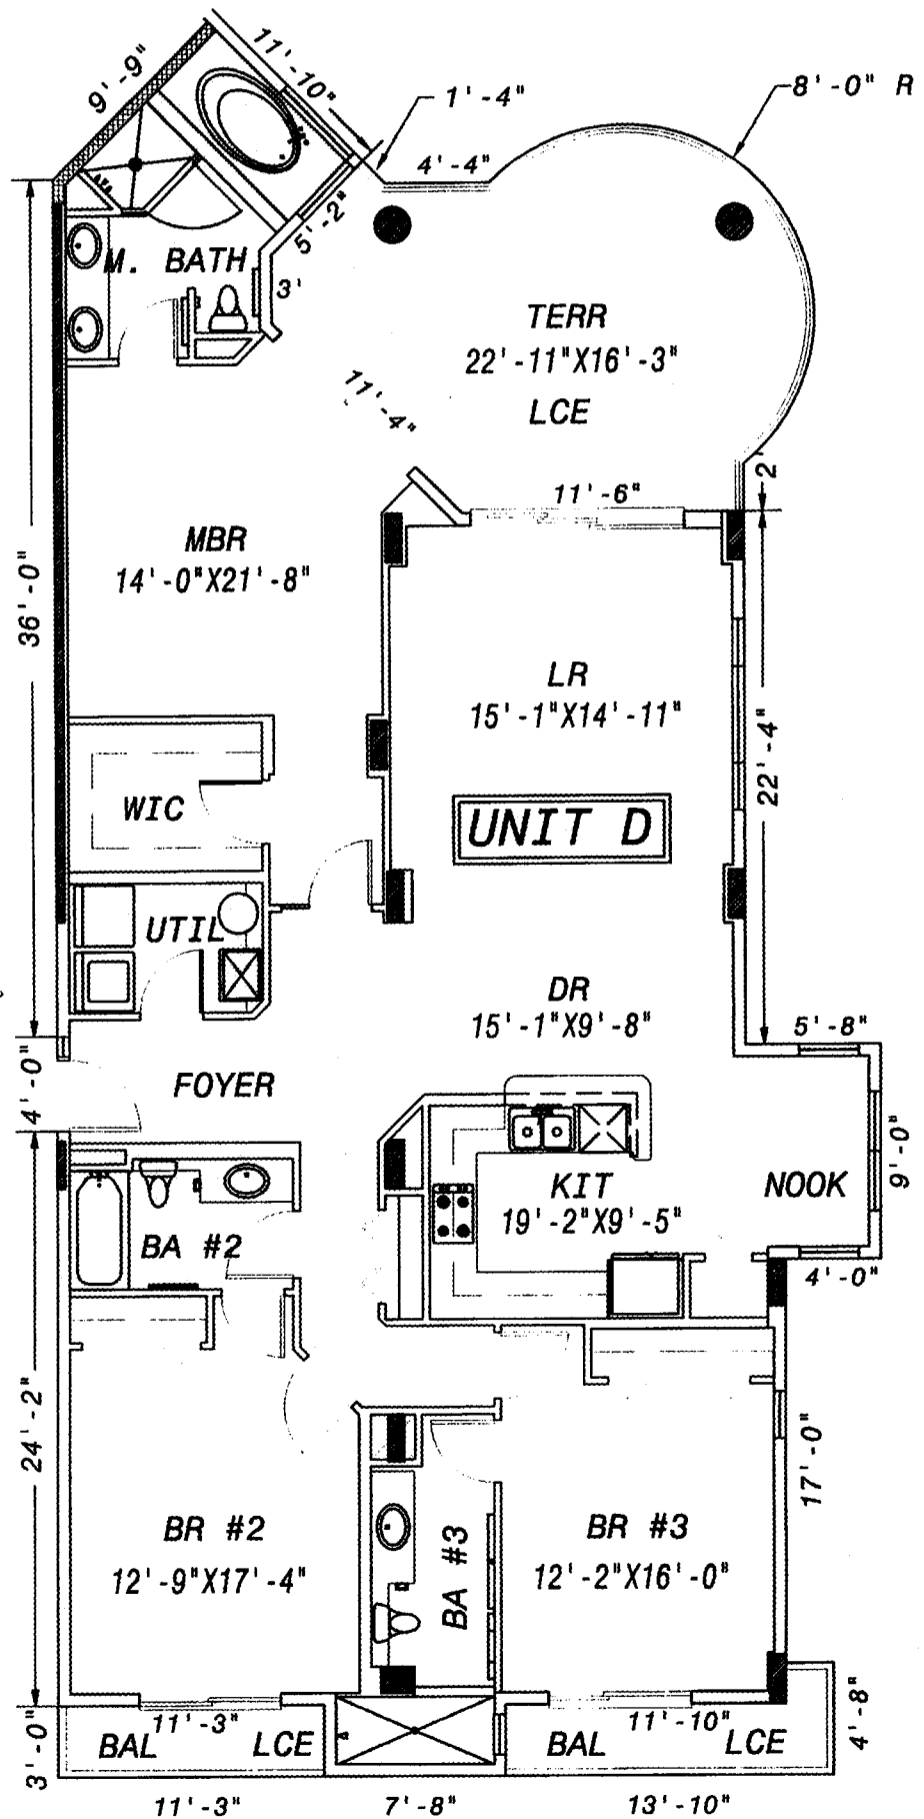 11'-10"
9'-9"
1'-4"
8'-0" R
4'-4"
5'-2"
M. BATH
3'
TERR
22'-11"X16'-3"
LCE
11'-4"
2'
11'-6"
MBR
14'-0"X21'-8"
36'-0"
LR
15'-1"X14'-11"
22'-4"
WIC
UNIT D
UTIL
DR
15'-1"X9'-8"
5'-8"
4'-0"
FOYER
9'-0"
KIT
19'-2"X9'-5"
NOOK
BA #2
4'-0"
24'-2"
17'-0"
BR #2
12'-9"X17'-4"
BA #3
BR #3
12'-2"X16'-0"
3'-0"
11'-3"
BAL LCE
11'-10"
BAL LCE
4'-8"
11'-3"
7'-8"
13'-10"